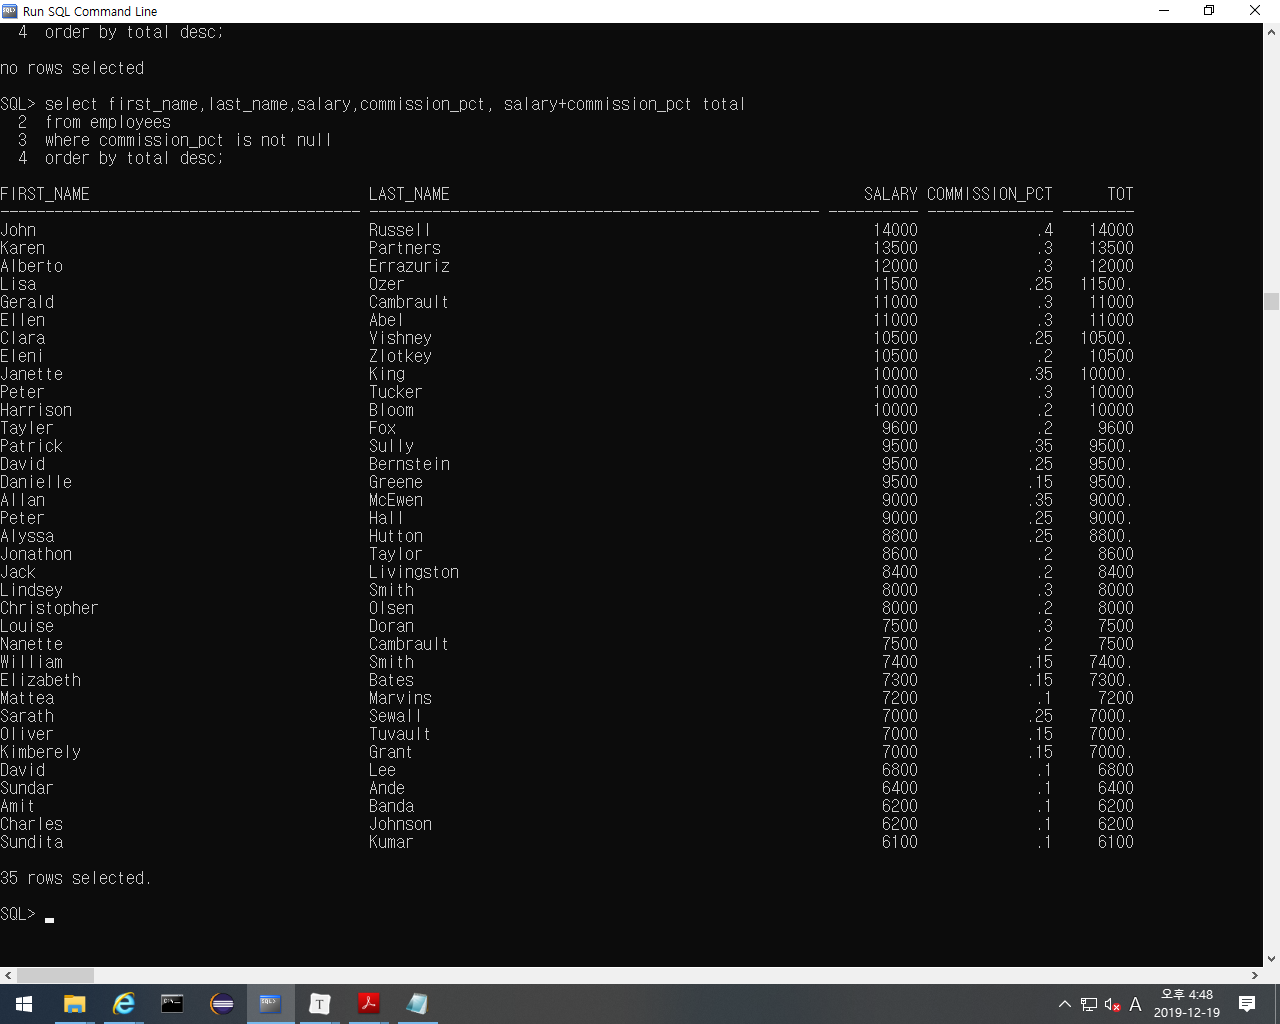 Run SQL Command Line
  4  order by total desc;
no rows selected
SQL> select first_name,last_name,salary,commission_pct, salary+commission_pct total
  2  from employees
  3  where commission_pct is not null
  4  order by total desc;
FIRST_NAME LAST_NAME SALARY COMMISSION_PCT TOT
---------------------------------------- -------------------------------------------------- ---------- -------------- --------
John Russell 14000 .4 14000
Karen Partners 13500 .3 13500
Alberto Errazuriz 12000 .3 12000
Lisa Ozer 11500 .25 11500.
Gerald Cambrault 11000 .3 11000
Ellen Abel 11000 .3 11000
Clara Vishney 10500 .25 10500.
Eleni Zlotkey 10500 .2 10500
Janette King 10000 .35 10000.
Peter Tucker 10000 .3 10000
Harrison Bloom 10000 .2 10000
Tayler Fox 9600 .2 9600
Patrick Sully 9500 .35 9500.
David Bernstein 9500 .25 9500.
Danielle Greene 9500 .15 9500.
Allan McEwen 9000 .35 9000.
Peter Hall 9000 .25 9000.
Alyssa Hutton 8800 .25 8800.
Jonathon Taylor 8600 .2 8600
Jack Livingston 8400 .2 8400
Lindsey Smith 8000 .3 8000
Christopher Olsen 8000 .2 8000
Louise Doran 7500 .3 7500
Nanette Cambrault 7500 .2 7500
William Smith 7400 .15 7400.
Elizabeth Bates 7300 .15 7300.
Mattea Marvins 7200 .1 7200
Sarath Sewall 7000 .25 7000.
Oliver Tuvault 7000 .15 7000.
Kimberely Grant 7000 .15 7000.
David Lee 6800 .1 6800
Sundar Ande 6400 .1 6400
Amit Banda 6200 .1 6200
Charles Johnson 6200 .1 6200
Sundita Kumar 6100 .1 6100
35 rows selected.
SQL> _
A 오후 4:48
2019-12-19